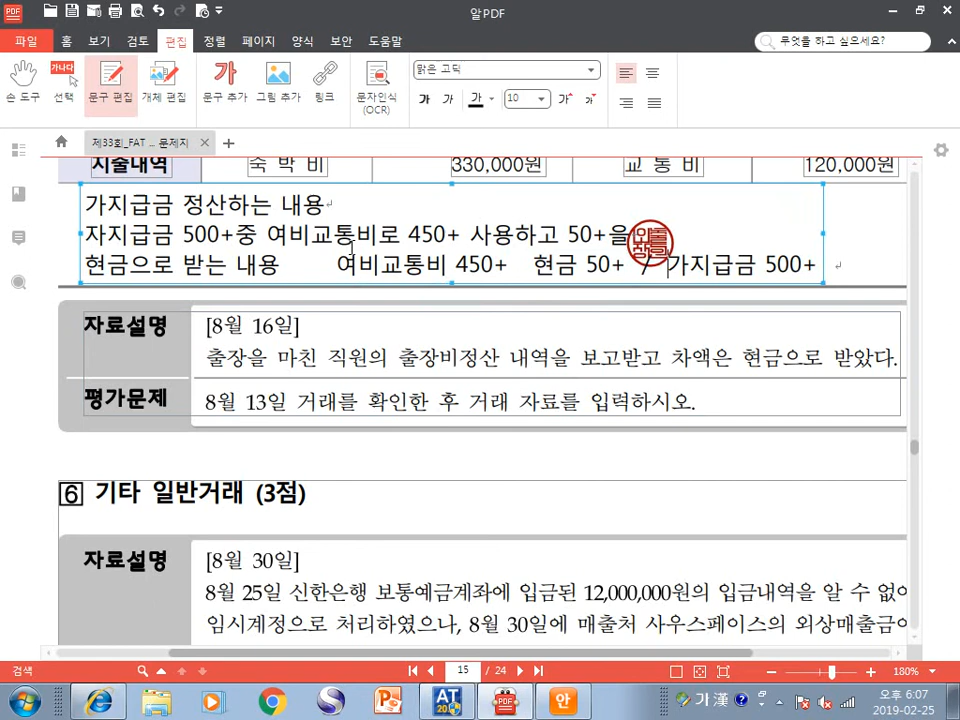 알PDF
파일 홈 보기 검토 편집 정렬 페이지 양식 보안 도움말
무엇을 하고 싶으세요?
가나다
손 도구 선택 문구 편집 개체 편집 문구 추가 그림 추가 링크 문자인식 (OCR)
맑은 고딕
가 가 가 10 가 가
제33회_FAT ... 문제지
지출내역 숙 박 비 330,000원 교 통 비 120,000원
가지급금 정산하는 내용
자지급금 500+중 여비교통비로 450+ 사용하고 50+을
현금으로 받는 내용 여비교통비 450+ 현금 50+ / 가지급금 500+
자료설명 [8월 16일]
출장을 마친 직원의 출장비정산 내역을 보고받고 차액은 현금으로 받았다.
평가문제 8월 13일 거래를 확인한 후 거래 자료를 입력하시오.
6 기타 일반거래 (3점)
자료설명 [8월 30일]
8월 25일 신한은행 보통예금계좌에 입금된 12,000,000원의 입금내역을 알 수 없어
임시계정으로 처리하였으나, 8월 30일에 매출처 사우스페이스의 외상매출금이
검색 15 / 24 180%
가 漢 오후 6:07
2019-02-25